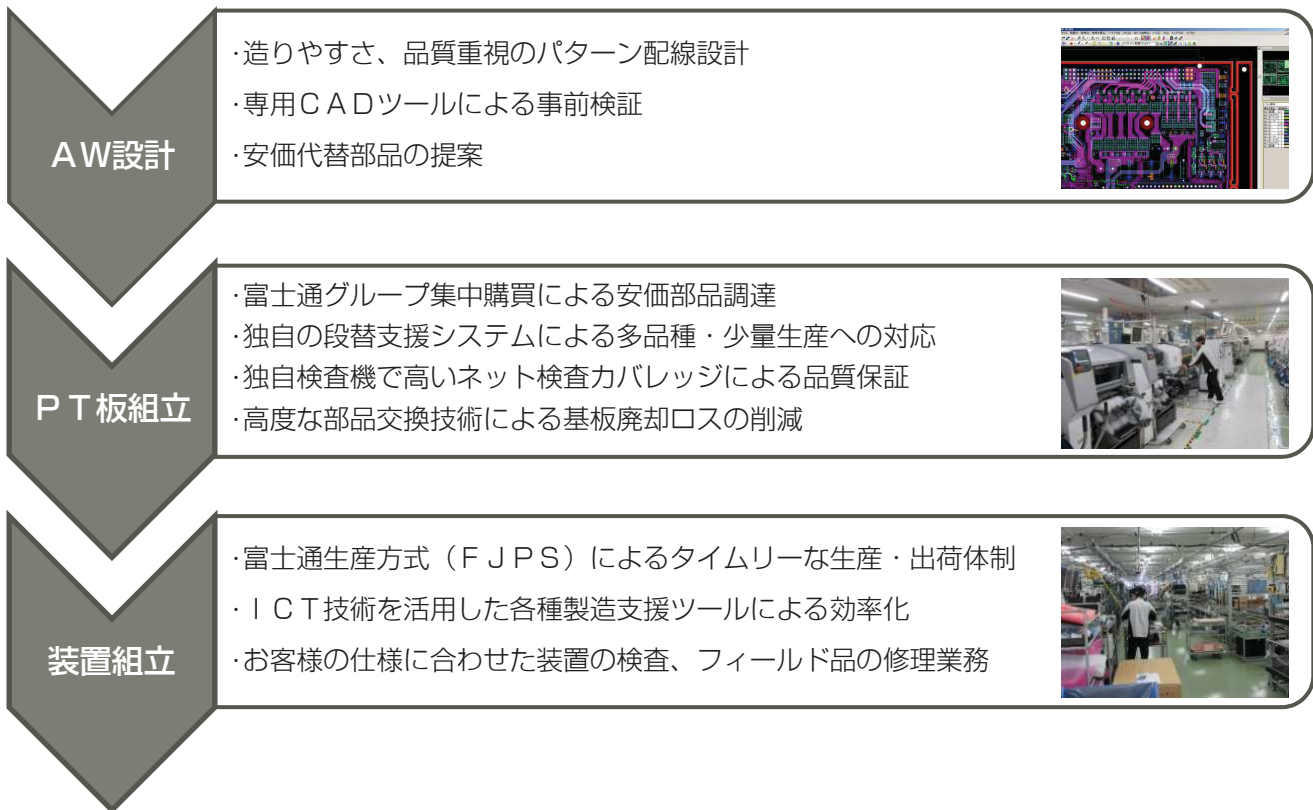 AW設計
・造りやすさ、品質重視のパターン配線設計
・専用CADツールによる事前検証
・安価代替部品の提案
PT板組立
・富士通グループ集中購買による安価部品調達
・独自の段替支援システムによる多品種・少量生産への対応
・独自検査機で高いネット検査カバレッジによる品質保証
・高度な部品交換技術による基板廃却ロスの削減
装置組立
・富士通生産方式（FJPS）によるタイムリーな生産・出荷体制
・ICT技術を活用した各種製造支援ツールによる効率化
・お客様の仕様に合わせた装置の検査、フィールド品の修理業務